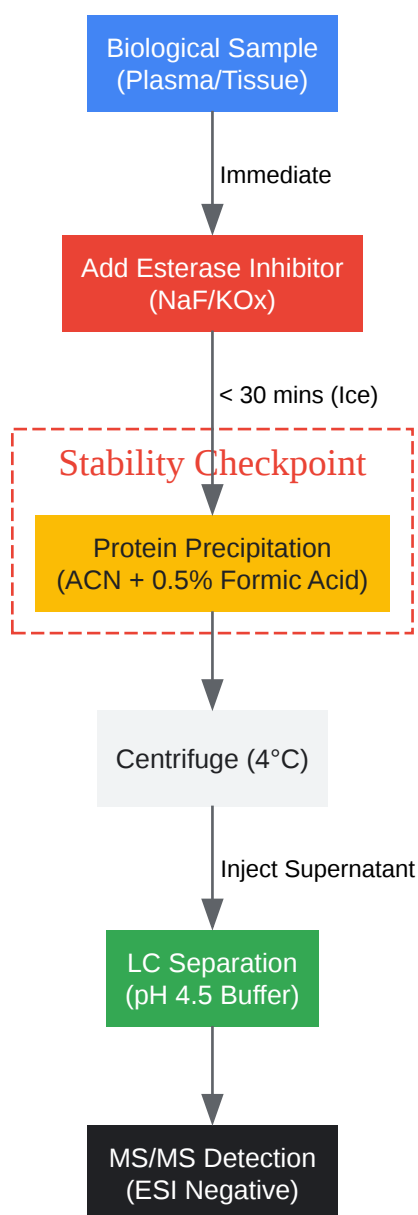 Biological Sample
(Plasma/Tissue)
Immediate
Add Esterase Inhibitor
(NaF/KOx)
< 30 mins (Ice)
Stability Checkpoint
Protein Precipitation
(ACN + 0.5% Formic Acid)
Centrifuge (4°C)
Inject Supernatant
LC Separation
(pH 4.5 Buffer)
MS/MS Detection
(ESI Negative)